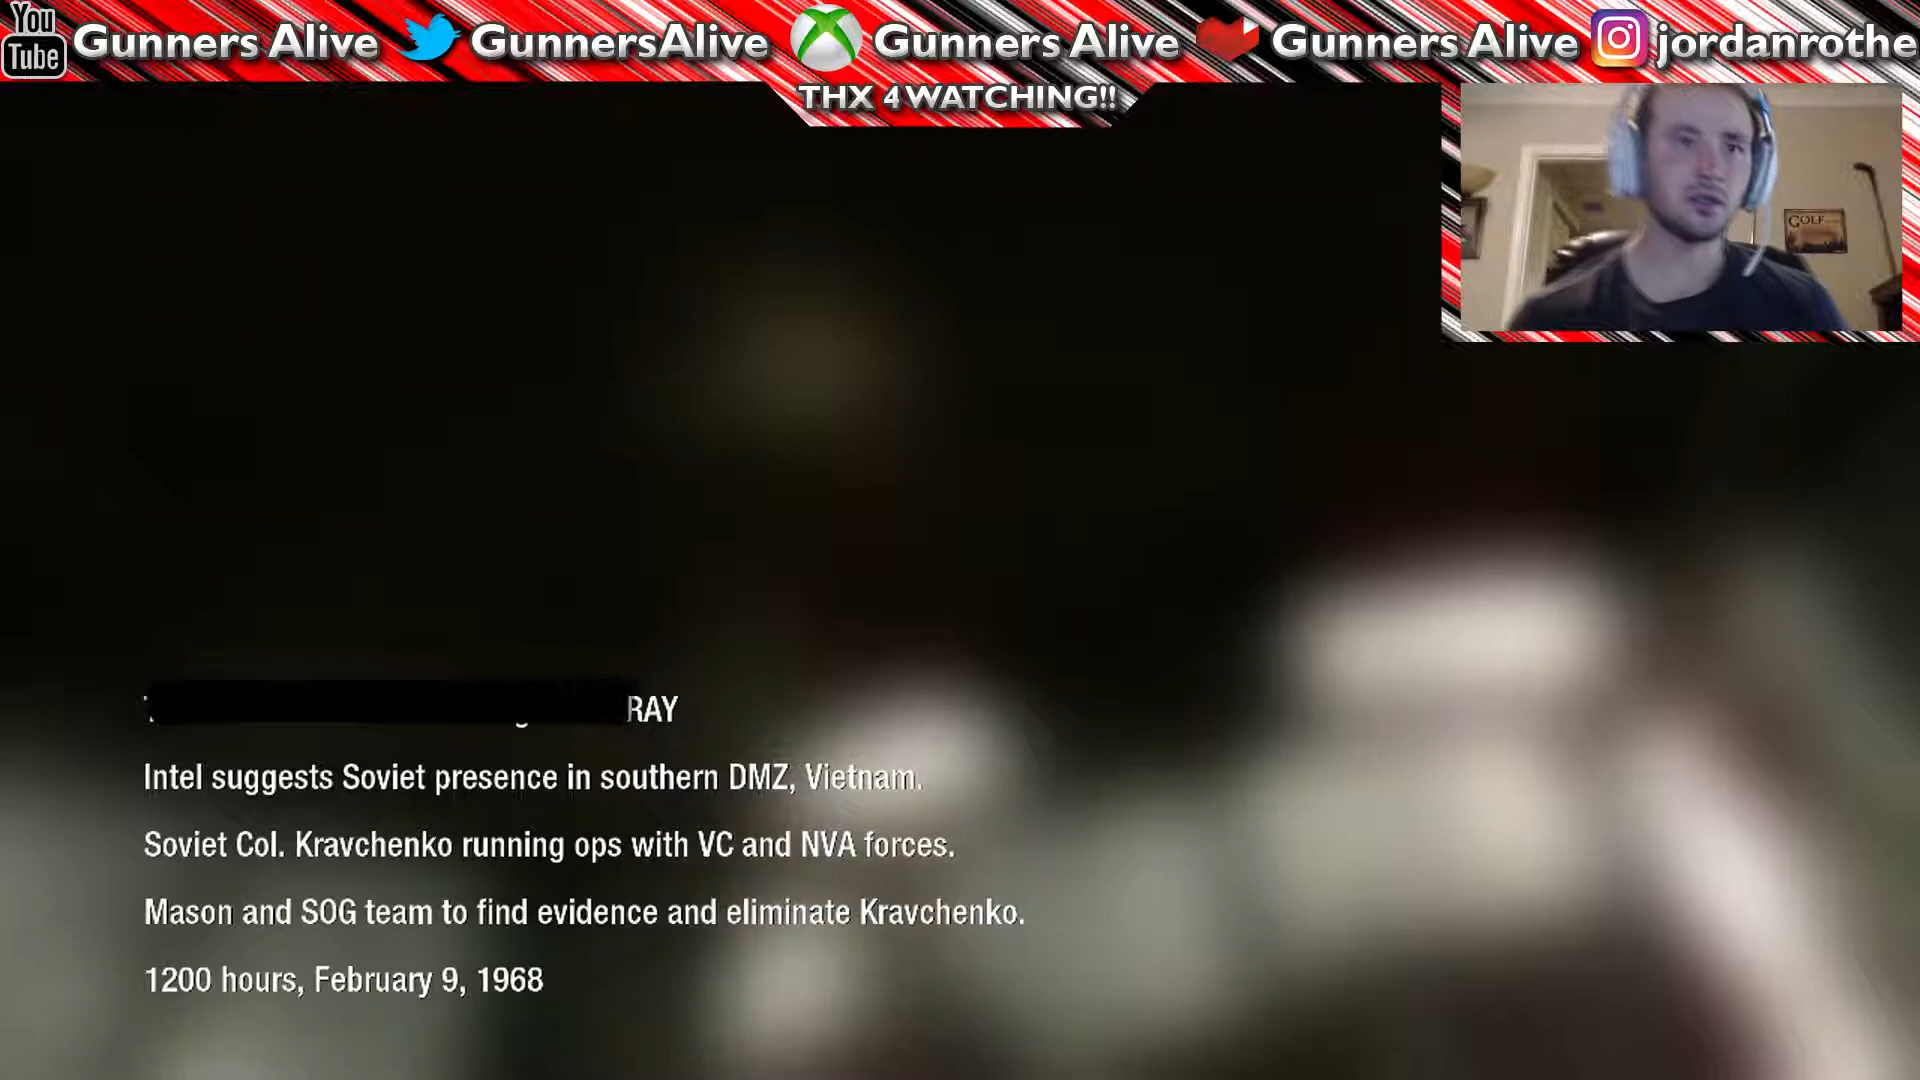 You Tube Gunners Alive GunnersAlive Gunners Alive Gunners Alive jordanrothe
THX 4 WATCHING!!
GOLF
RAY
Intel suggests Soviet presence in southern DMZ, Vietnam.
Soviet Col. Kravchenko running ops with VC and NVA forces.
Mason and SOG team to find evidence and eliminate Kravchenko.
1200 hours, February 9, 1968